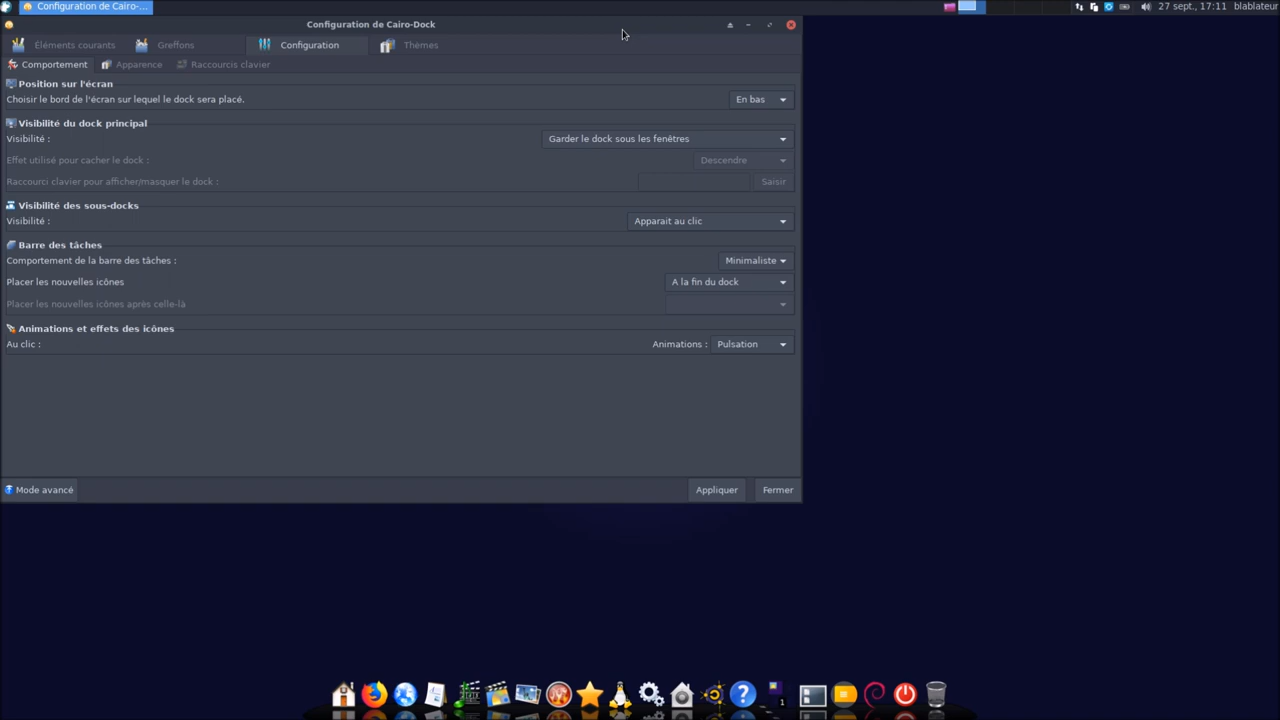 Configuration de Cairo-...
27 sept., 17:11 blablateur
Configuration de Cairo-Dock
Éléments courants Greffons Configuration Thèmes
Comportement Apparence Raccourcis clavier
Position sur l'écran
Choisir le bord de l'écran sur lequel le dock sera placé. En bas
Visibilité du dock principal
Visibilité : Garder le dock sous les fenêtres
Effet utilisé pour cacher le dock : Descendre
Raccourci clavier pour afficher/masquer le dock : Saisir
Visibilité des sous-docks
Visibilité : Apparait au clic
Barre des tâches
Comportement de la barre des tâches : Minimaliste
Placer les nouvelles icônes A la fin du dock
Placer les nouvelles icônes après celle-là
Animations et effets des icônes
Au clic : Animations : Pulsation
Mode avancé Appliquer Fermer
1